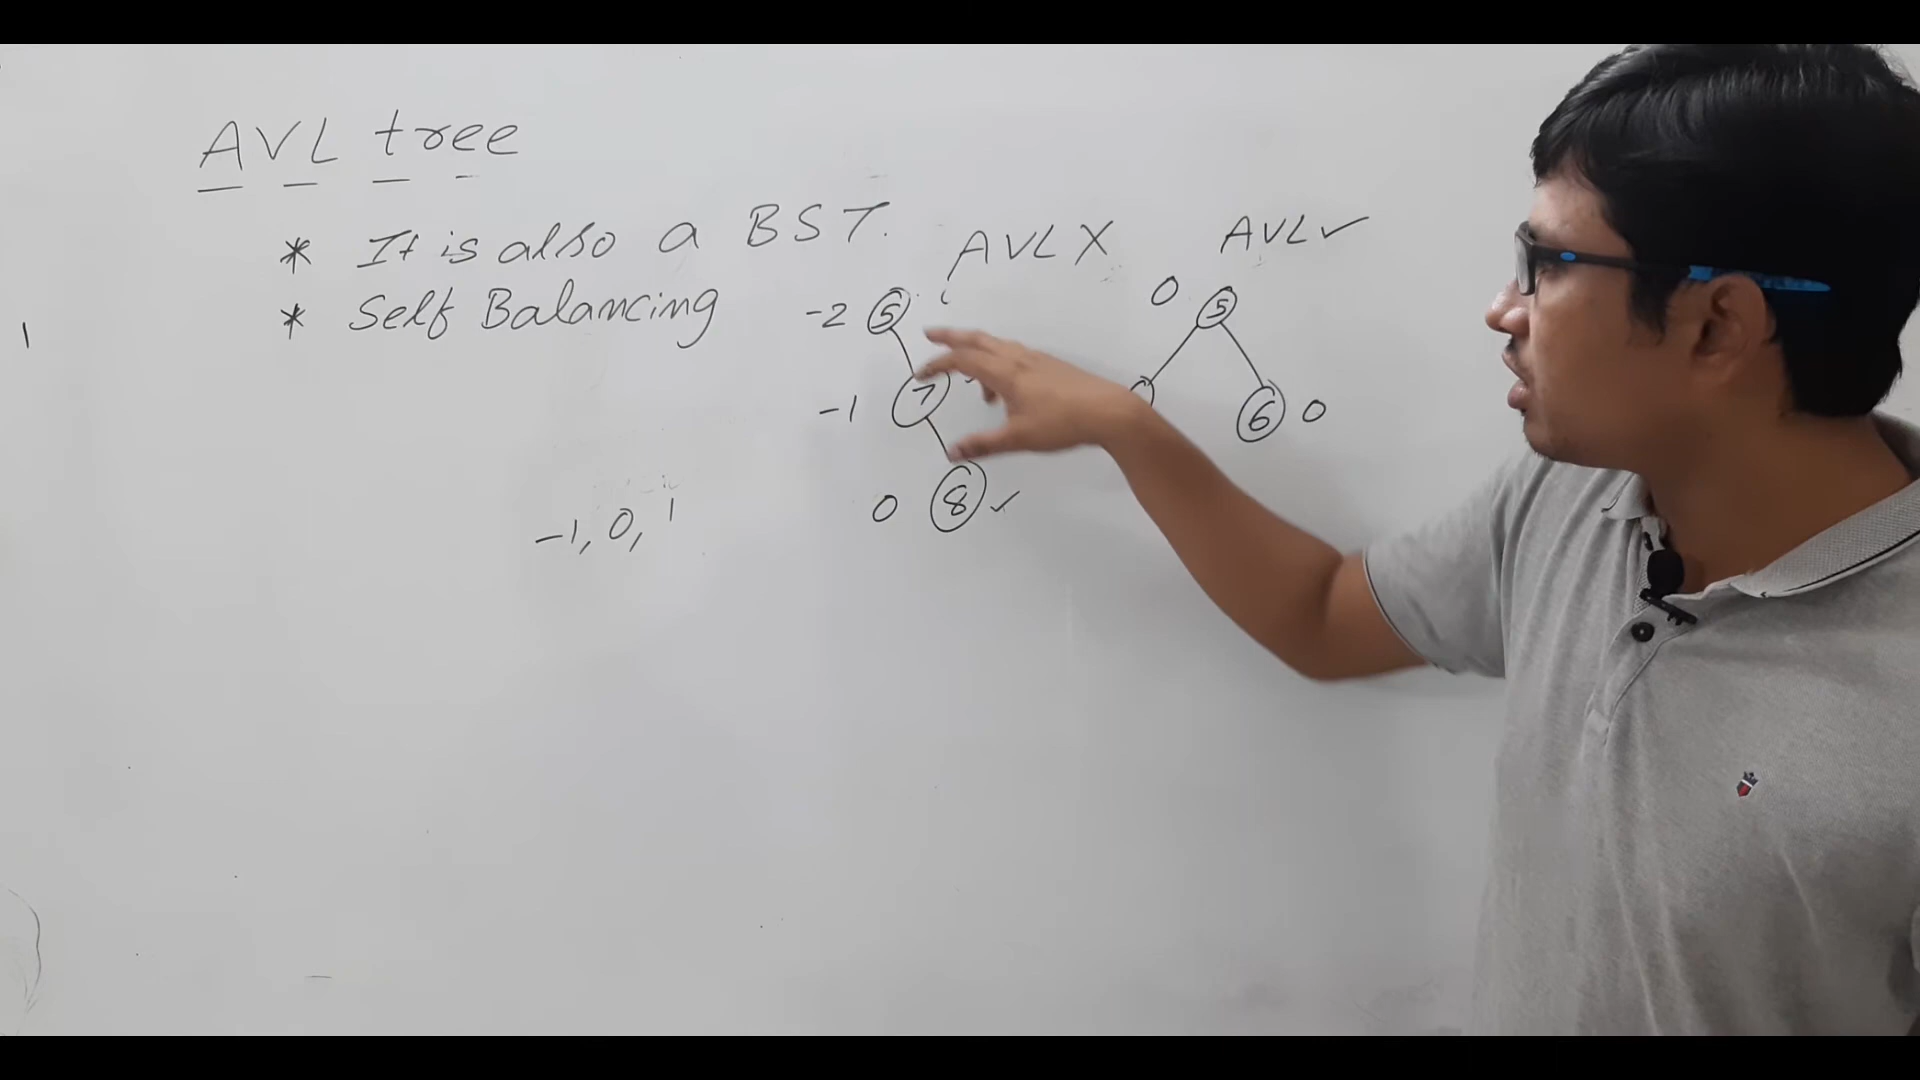 AVL tree
* It is also a BST.
* Self Balancing
AVL X
AVL ✓
-2 5
0 5
-1 7
6 0
0 8 ✓
-1, 0, 1
1